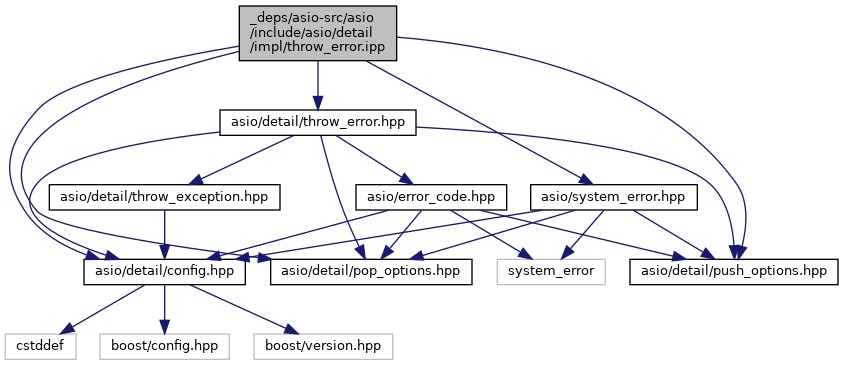 _deps/asio-src/asio
/include/asio/detail
/impl/throw_error.ipp
asio/detail/throw_error.hpp
asio/detail/throw_exception.hpp
asio/error_code.hpp
asio/system_error.hpp
asio/detail/config.hpp
asio/detail/pop_options.hpp
system_error
asio/detail/push_options.hpp
cstddef
boost/config.hpp
boost/version.hpp